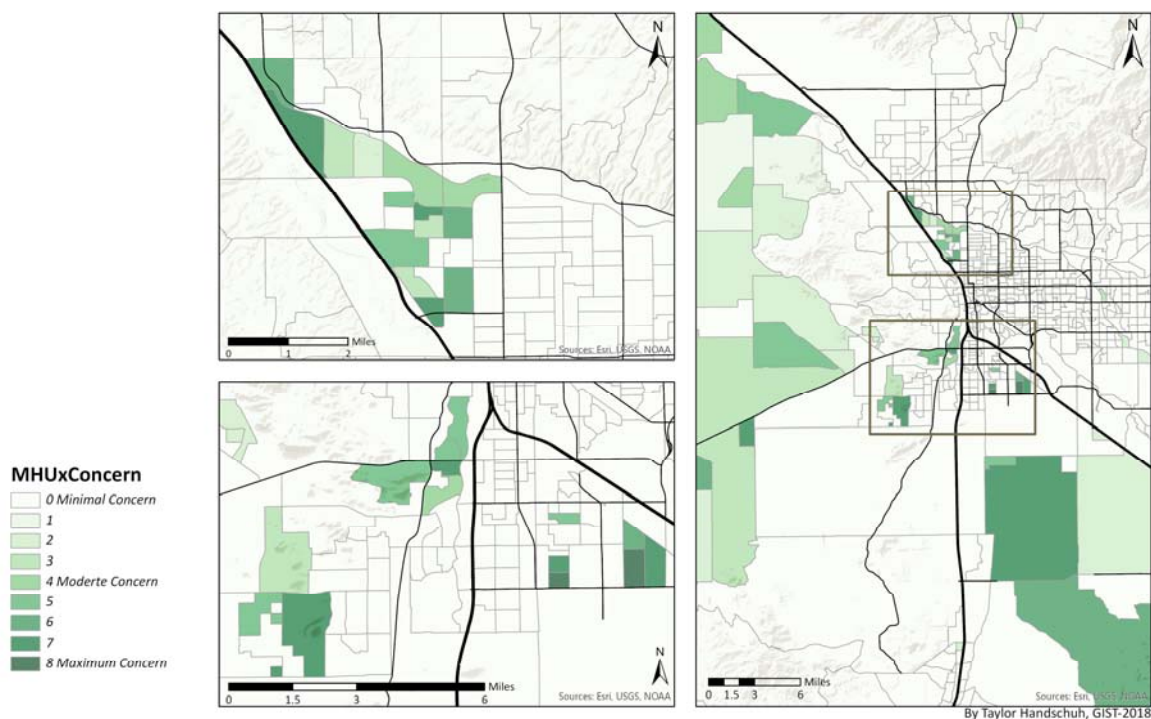 N
Miles
0 1 2
Sources: Esri, USGS, NOAA
N
Miles
0 1.5 3 6
Sources: Esri, USGS, NOAA
N
Miles
0 1.5 3 6
Sources: Esri, USGS, NOAA
By Taylor Handschuh, GIST-2018
MHUxConcern
0 Minimal Concern
1
2
3
4 Moderte Concern
5
6
7
8 Maximum Concern